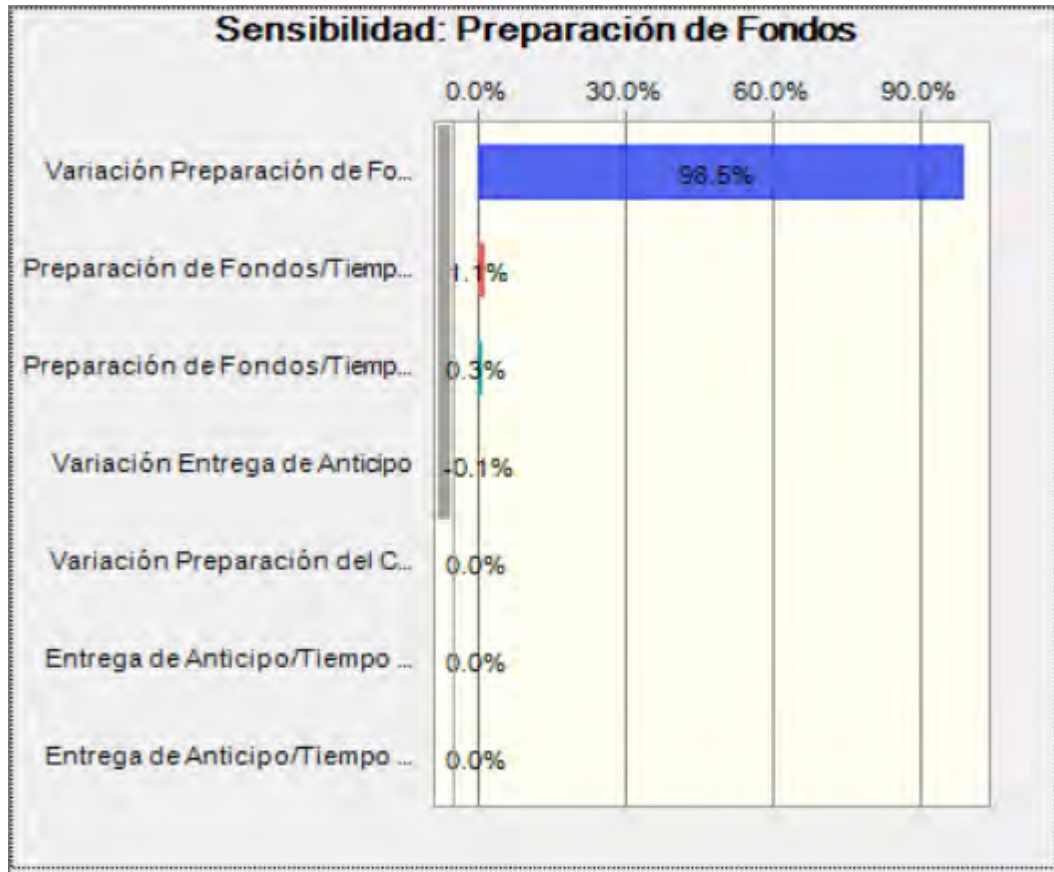 Sensibilidad: Preparación de Fondos
0.0% 30.0% 60.0% 90.0%
Variación Preparación de Fo... 98.5%
Preparación de Fondos/Tiemp... 1.1%
Preparación de Fondos/Tiemp... 0.3%
Variación Entrega de Anticipo -0.1%
Variación Preparación del C... 0.0%
Entrega de Anticipo/Tiempo ... 0.0%
Entrega de Anticipo/Tiempo ... 0.0%